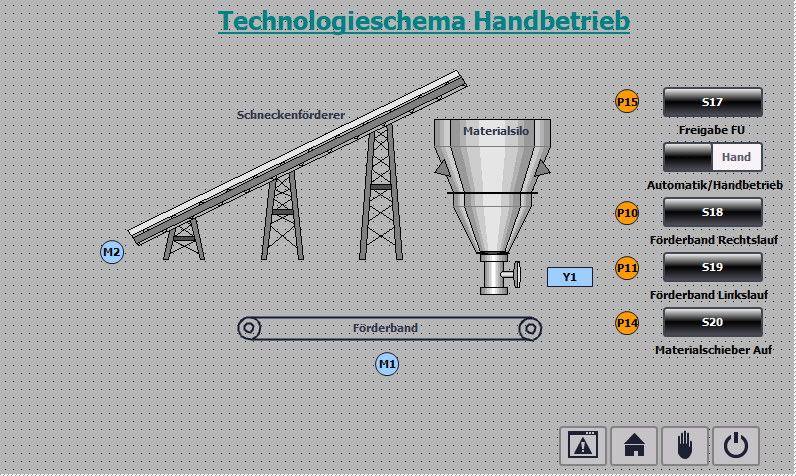 Technologieschema Handbetrieb
P15
S17
Freigabe FU
Schneckenförderer
Materialsilo
Hand
Automatik/Handbetrieb
P10
S18
Förderband Rechtslauf
M2
P11
S19
Y1
Förderband Linkslauf
P14
S20
Förderband
Materialschieber Auf
M1